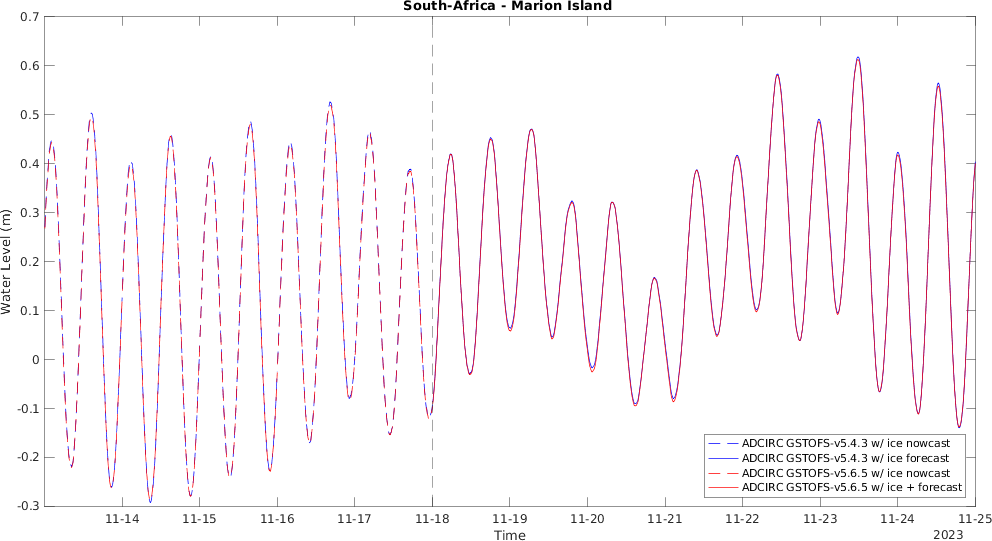 South-Africa - Marion Island
0.7
0.6
0.5
0.4
0.3
0.2
0.1
0
-0.1
-0.2
-0.3
Water Level (m)
ADCIRC GSTOFS-v5.4.3 w/ ice nowcast
ADCIRC GSTOFS-v5.4.3 w/ ice forecast
ADCIRC GSTOFS-v5.6.5 w/ ice nowcast
ADCIRC GSTOFS-v5.6.5 w/ ice + forecast
11-14 11-15 11-16 11-17 11-18 11-19 11-20 11-21 11-22 11-23 11-24 11-25
Time
2023